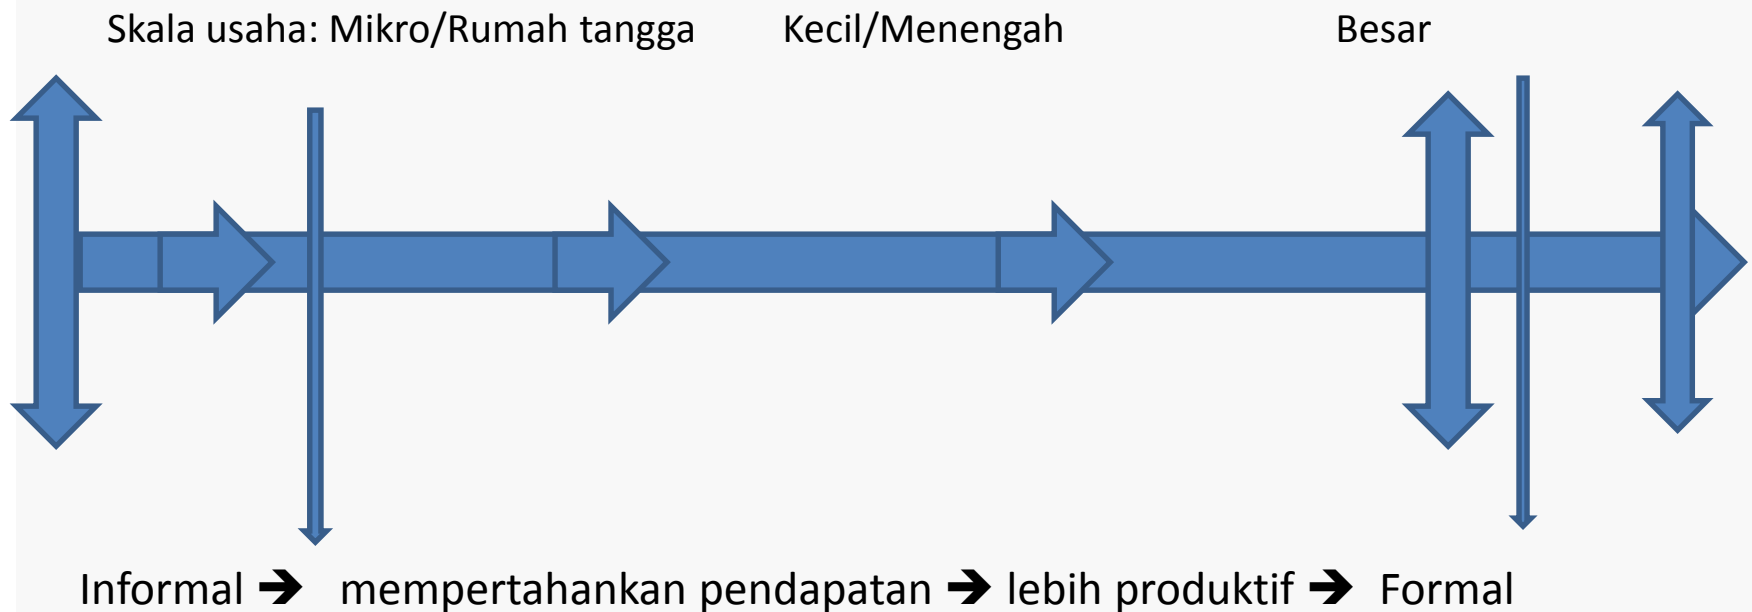 Skala usaha: Mikro/Rumah tangga Kecil/Menengah Besar
Informal ➔ mempertahankan pendapatan ➔ lebih produktif ➔ Formal